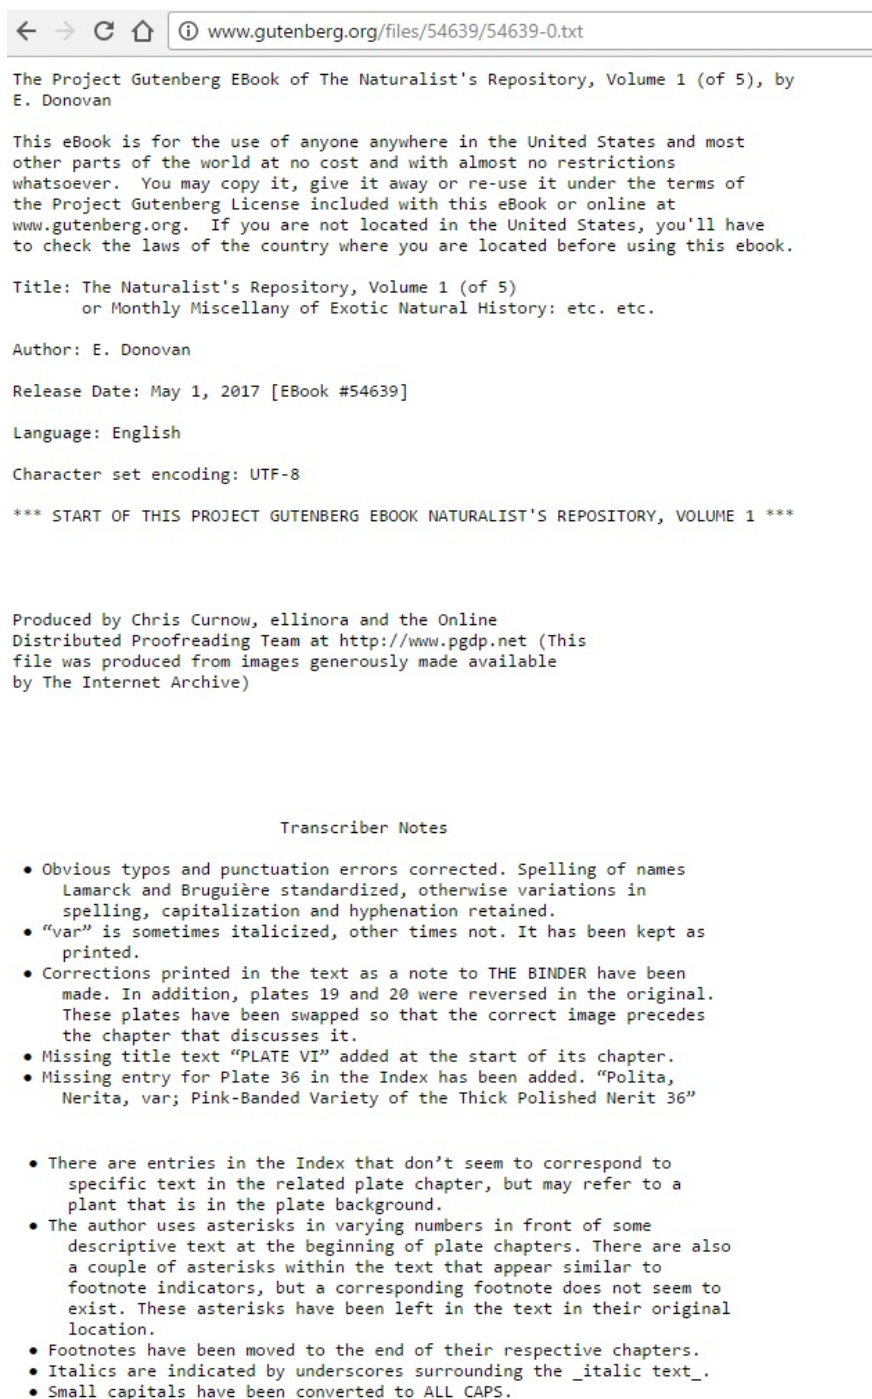 www.gutenberg.org/files/54639/54639-0.txt
The Project Gutenberg EBook of The Naturalist's Repository, Volume 1 (of 5), by
E. Donovan
This eBook is for the use of anyone anywhere in the United States and most
other parts of the world at no cost and with almost no restrictions
whatsoever.  You may copy it, give it away or re-use it under the terms of
the Project Gutenberg License included with this eBook or online at
www.gutenberg.org.  If you are not located in the United States, you'll have
to check the laws of the country where you are located before using this ebook.
Title: The Naturalist's Repository, Volume 1 (of 5)
or Monthly Miscellany of Exotic Natural History: etc. etc.
Author: E. Donovan
Release Date: May 1, 2017 [EBook #54639]
Language: English
Character set encoding: UTF-8
*** START OF THIS PROJECT GUTENBERG EBOOK NATURALIST'S REPOSITORY, VOLUME 1 ***
Produced by Chris Curnow, ellinora and the Online
Distributed Proofreading Team at http://www.pgdp.net (This
file was produced from images generously made available
by The Internet Archive)
Transcriber Notes
● Obvious typos and punctuation errors corrected. Spelling of names
Lamarck and Bruguière standardized, otherwise variations in
spelling, capitalization and hyphenation retained.
● “var” is sometimes italicized, other times not. It has been kept as
printed.
● Corrections printed in the text as a note to THE BINDER have been
made. In addition, plates 19 and 20 were reversed in the original.
These plates have been swapped so that the correct image precedes
the chapter that discusses it.
● Missing title text “PLATE VI” added at the start of its chapter.
● Missing entry for Plate 36 in the Index has been added. “Polita,
Nerita, var; Pink-Banded Variety of the Thick Polished Nerit 36”
● There are entries in the Index that don’t seem to correspond to
specific text in the related plate chapter, but may refer to a
plant that is in the plate background.
● The author uses asterisks in varying numbers in front of some
descriptive text at the beginning of plate chapters. There are also
a couple of asterisks within the text that appear similar to
footnote indicators, but a corresponding footnote does not seem to
exist. These asterisks have been left in the text in their original
location.
● Footnotes have been moved to the end of their respective chapters.
● Italics are indicated by underscores surrounding the _italic text_.
● Small capitals have been converted to ALL CAPS.